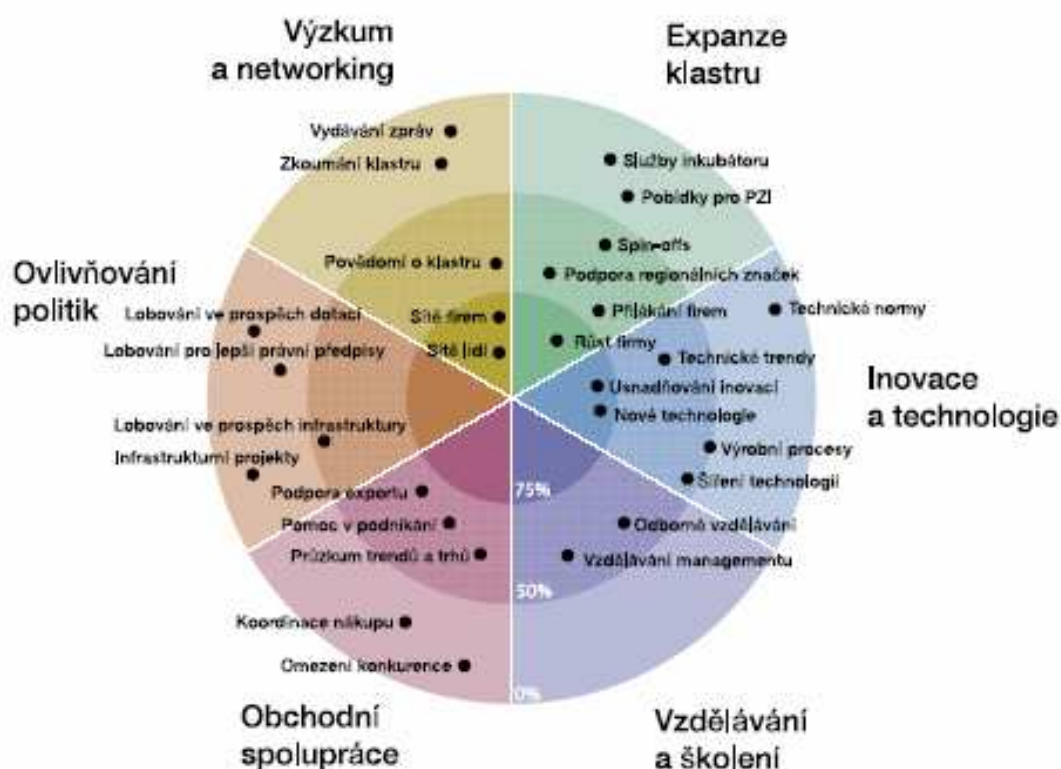 Výzkum
a networking
Expanze
klastru
Vydávání zpráv
Zkoumání klastru
Služby inkubátoru
Pobídky pro PZI
Spin-offs
Povědomí o klastru
Podpora regionálních značek
Ovlivňování
politik
Lobování ve prospěch dotací
Sítě firem
Přilákání firem
Technické normy
Lobování pro lepší právní předpisy
Sítě lidí
Růst firmy
Technické trendy
Inovace
a technologie
Usnadňování inovací
Nové technologie
Lobování ve prospěch infrastruktury
Výrobní procesy
Infrastrukturní projekty
Šíření technologií
Podpora exportu
75%
Pomoc v podnikání
Odborné vzdělávání
Průzkum trendů a trhů
Vzdělávání managementu
50%
Koordinace nákupu
Omezení konkurence
0%
Obchodní
spolupráce
Vzdělávání
a školení